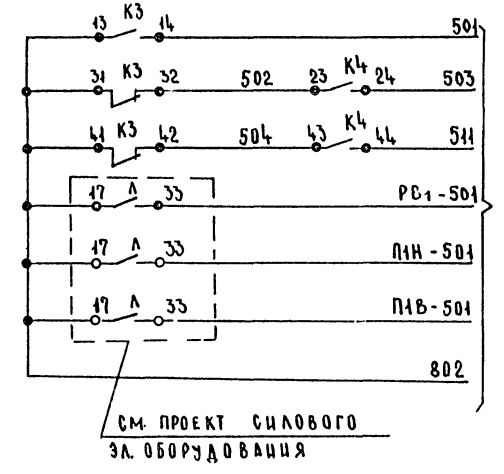 13 К3 14 501
31 К3 32 502 23 К4 24 503
41 К3 42 504 43 К4 44 511
17 Л 33 РВ1-501
17 Л 33 П1Н-501
17 Л 33 П1В-501
802
СМ. ПРОЕКТ СИЛОВОГО
ЭЛ. ОБОРУДОВАНИЯ